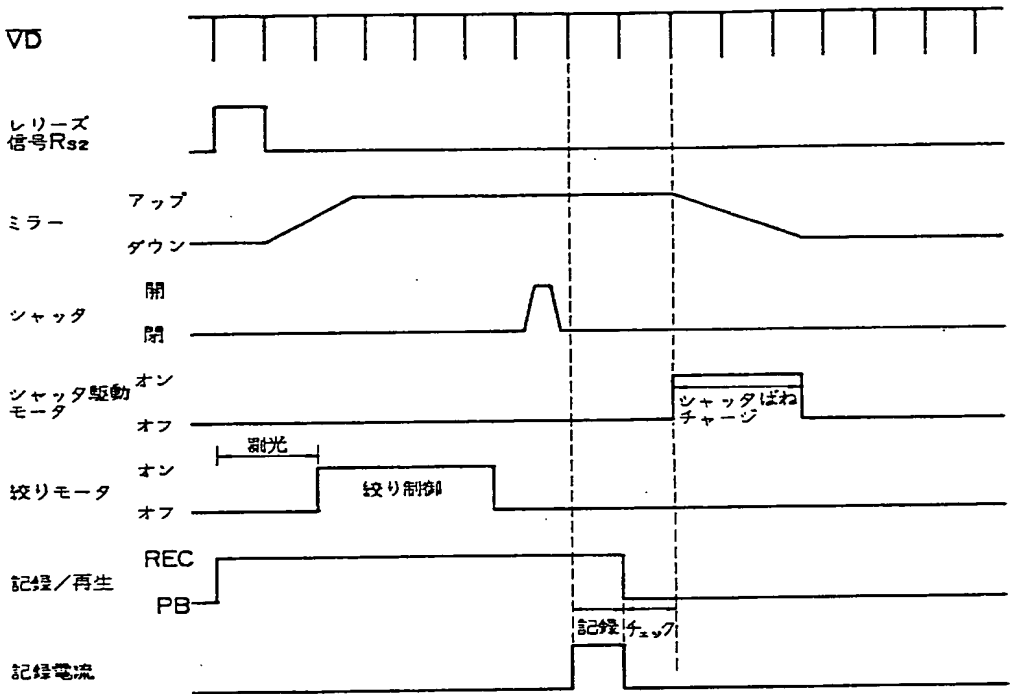 VD
レリーズ
信号RS2
ミラー
アップ
ダウン
シャッタ
開
閉
シャッタ駆動
モータ
オン
オフ
シャッタばね
チャージ
測光
絞りモータ
オン
オフ
絞り制御
記録/再生
REC
PB
記録
チェック
記録電流